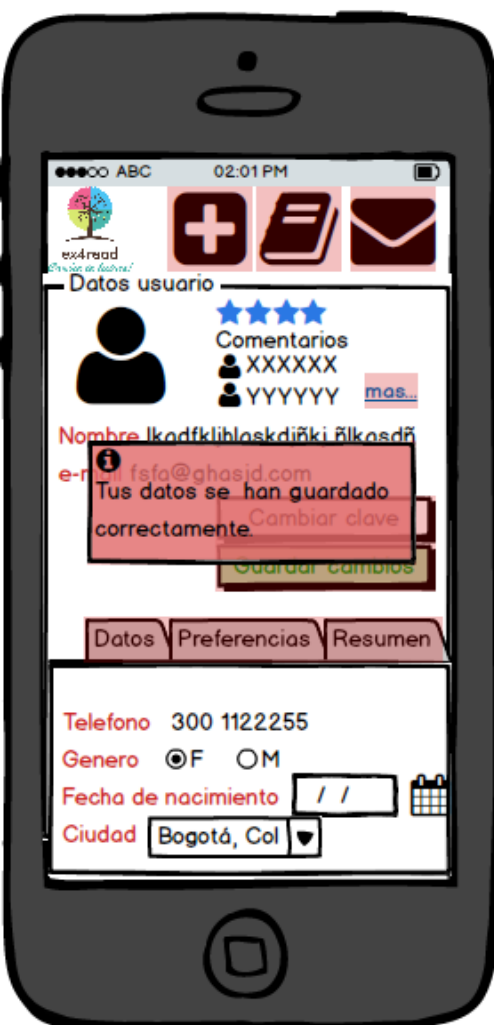 ABC 02:01 PM
ex4read
Datos usuario
Comentarios
XXXXXX
YYYYYY mas...
Nombre lkadfkljhlaskdjñkj ñlkasdñ
e-mail fsfa@ghasjd.com
Tus datos se han guardado
correctamente.
Cambiar clave
Guardar cambios
Datos Preferencias Resumen
Telefono 300 1122255
Genero F M
Fecha de nacimiento / /
Ciudad Bogotá, Col